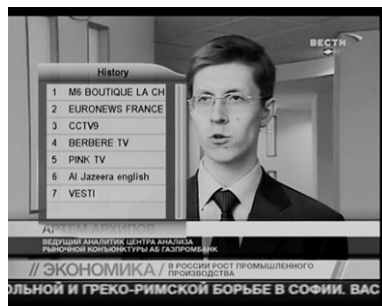 ВЕСТИ
History
1 M6 BOUTIQUE LA CH
2 EURONEWS FRANCE
3 CCTV9
4 BERBERE TV
5 PINK TV
6 Al Jazeera english
7 VESTI
АРТЕМ АРХИПОВ
ВЕДУЩИЙ АНАЛИТИК ЦЕНТРА АНАЛИЗА
РЫНОЧНОЙ КОНЪЮНКТУРЫ АБ ГАЗПРОМБАНК
// ЭКОНОМИКА / В РОССИИ РОСТ ПРОМЫШЛЕННОГО
ПРОИЗВОДСТВА
ОЛЬНОЙ И ГРЕКО-РИМСКОЙ БОРЬБЕ В СОФИИ. ВАС